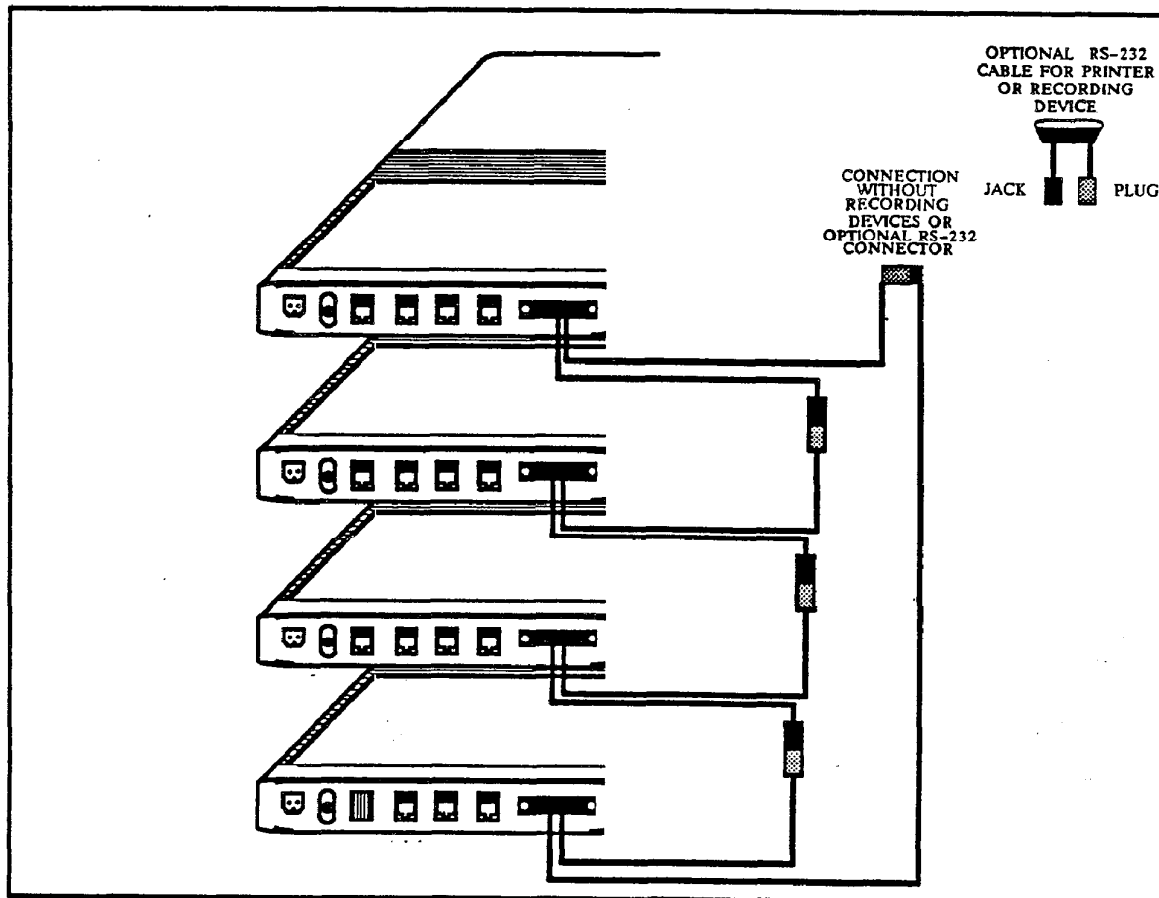 OPTIONAL RS-232
CABLE FOR PRINTER
OR RECORDING
DEVICE
JACK
PLUG
CONNECTION
WITHOUT
RECORDING
DEVICES OR
OPTIONAL RS-232
CONNECTOR